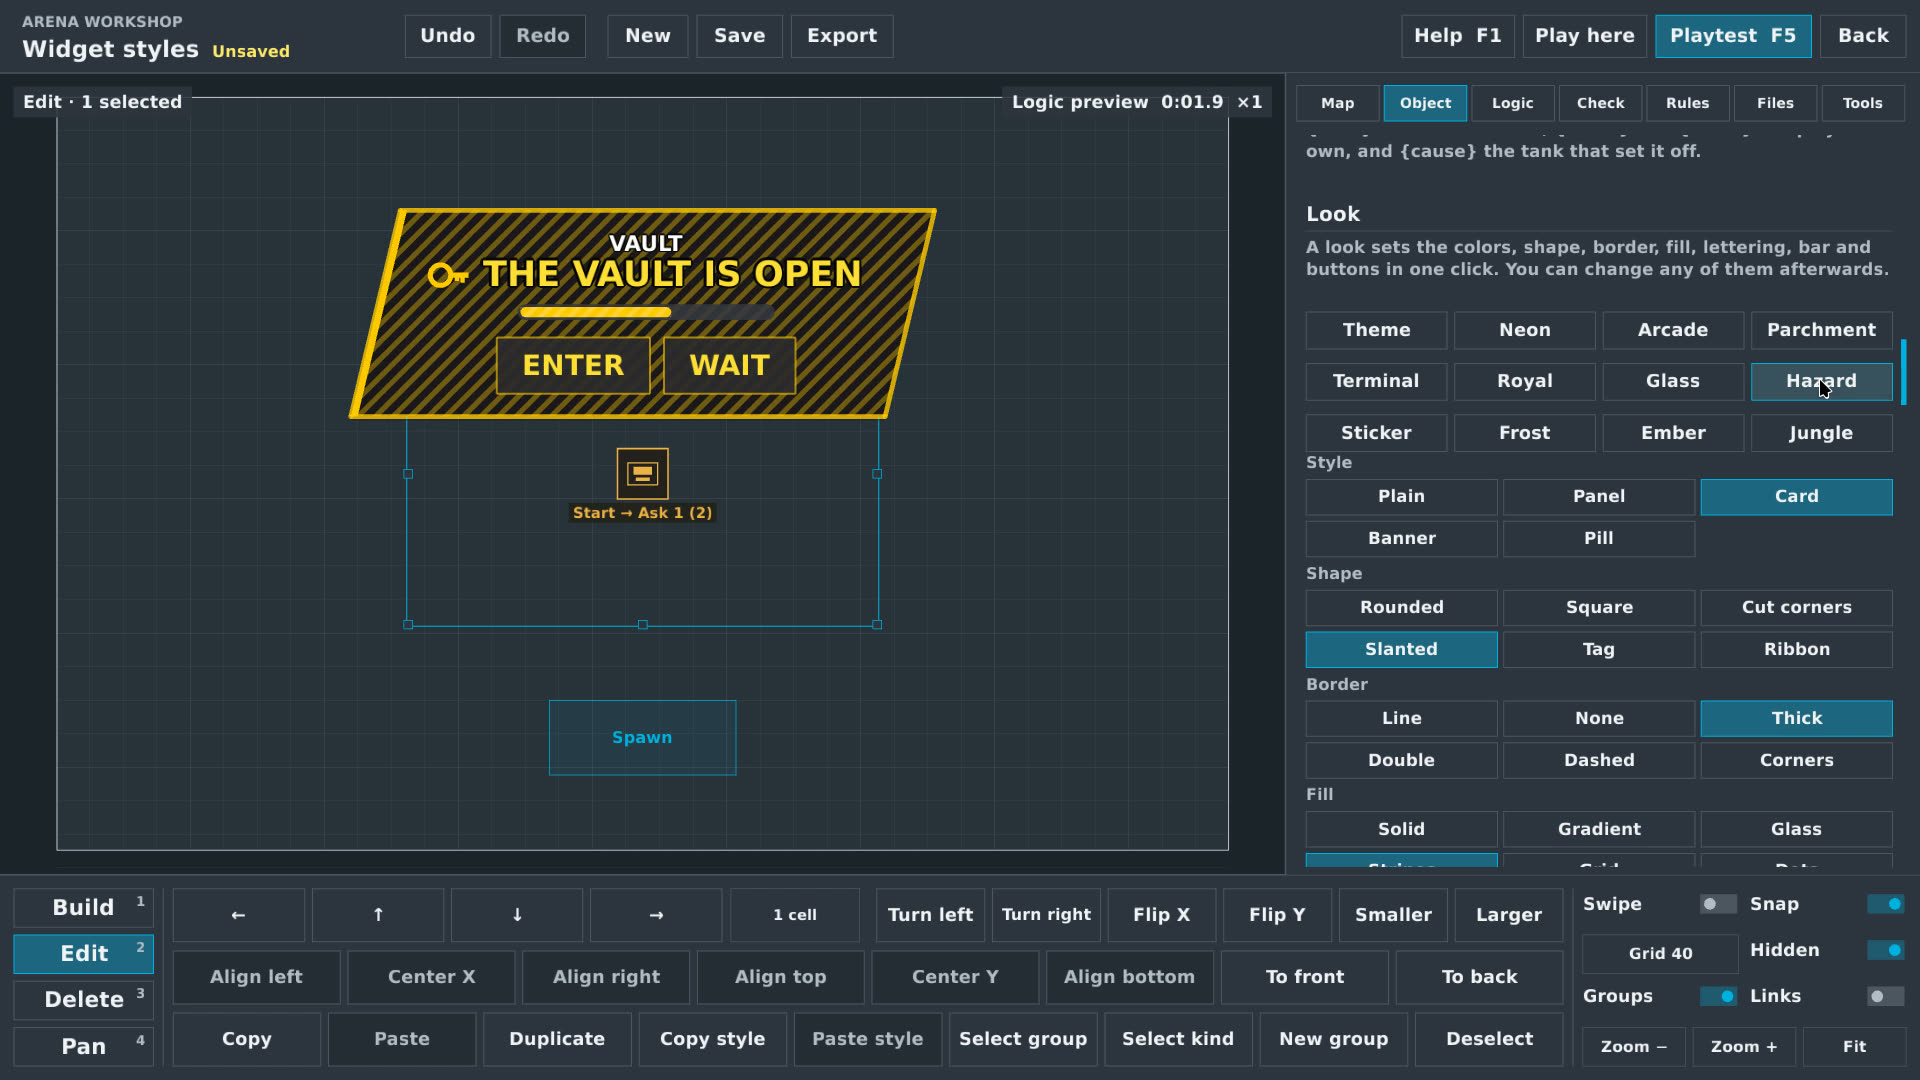 ARENA WORKSHOP
Widget styles Unsaved
Undo Redo New Save Export
Help F1 Play here Playtest F5 Back
Edit · 1 selected
Logic preview 0:01.9 ×1
VAULT
THE VAULT IS OPEN
ENTER WAIT
Start → Ask 1 (2)
Spawn
Map Object Logic Check Rules Files Tools
own, and {cause} the tank that set it off.
Look
A look sets the colors, shape, border, fill, lettering, bar and
buttons in one click. You can change any of them afterwards.
Theme Neon Arcade Parchment
Terminal Royal Glass Hazard
Sticker Frost Ember Jungle
Style
Plain Panel Card
Banner Pill
Shape
Rounded Square Cut corners
Slanted Tag Ribbon
Border
Line None Thick
Double Dashed Corners
Fill
Solid Gradient Glass
Build 1
Edit 2
Delete 3
Pan 4
← ↑ ↓ → 1 cell Turn left Turn right Flip X Flip Y Smaller Larger
Align left Center X Align right Align top Center Y Align bottom To front To back
Copy Paste Duplicate Copy style Paste style Select group Select kind New group Deselect
Swipe Snap
Grid 40 Hidden
Groups Links
Zoom − Zoom + Fit